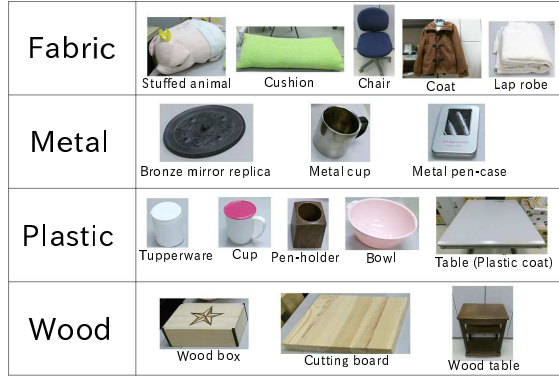 Fabric
Stuffed animal
Cushion
Chair
Coat
Lap robe
Metal
Bronze mirror replica
Metal cup
Metal pen-case
Plastic
Tupperware
Cup
Pen-holder
Bowl
Table (Plastic coat)
Wood
Wood box
Cutting board
Wood table